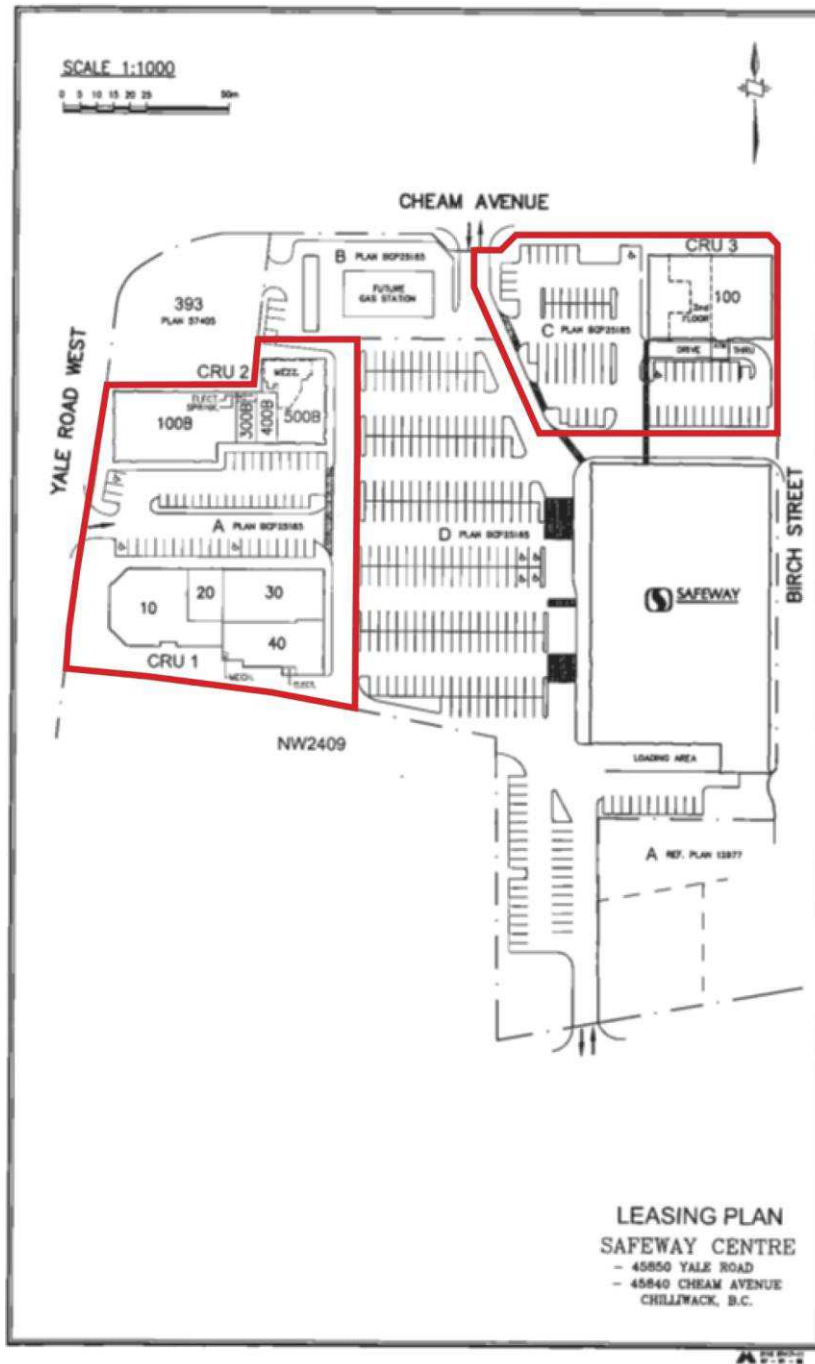 SCALE 1:1000
0 5 10 15 20 25 50m
CHEAM AVENUE
B PLAN BCP25165
FUTURE
GAS STATION
393
PLAN 57405
YALE ROAD WEST
CRU 3
100
2nd
FLOOR
C PLAN BCP25165
DRIVE THRU
CRU 2
MEZZ.
ELECT.
SPRINK.
100B
300B
400B
500B
A PLAN BCP25165
D PLAN BCP25165
BIRCH STREET
SAFEWAY
10
20
30
40
CRU 1
MECH.
ELECT.
NW2409
LOADING AREA
A REF. PLAN 12877
LEASING PLAN
SAFEWAY CENTRE
- 45850 YALE ROAD
- 45840 CHEAM AVENUE
CHILLIWACK, B.C.